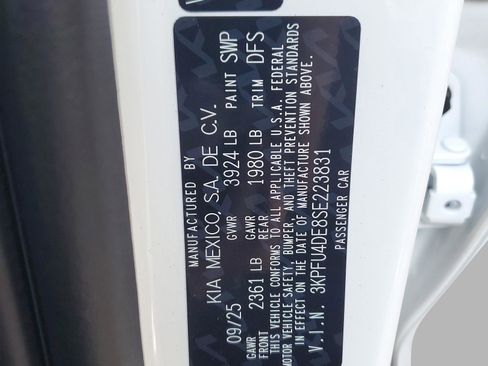 MANUFACTURED BY
KIA MEXICO, S.A. DE C.V.
09/25 GVWR 3924 LB PAINT SWP
GAWR FRONT 2361 LB GAWR REAR 1980 LB TRIM DFS
THIS VEHICLE CONFORMS TO ALL APPLICABLE U.S.A. FEDERAL
MOTOR VEHICLE SAFETY, BUMPER, AND THEFT PREVENTION STANDARDS
IN EFFECT ON THE DATE OF MANUFACTURE SHOWN ABOVE.
V.I.N. 3KPFU4DE8SE223831
PASSENGER CAR